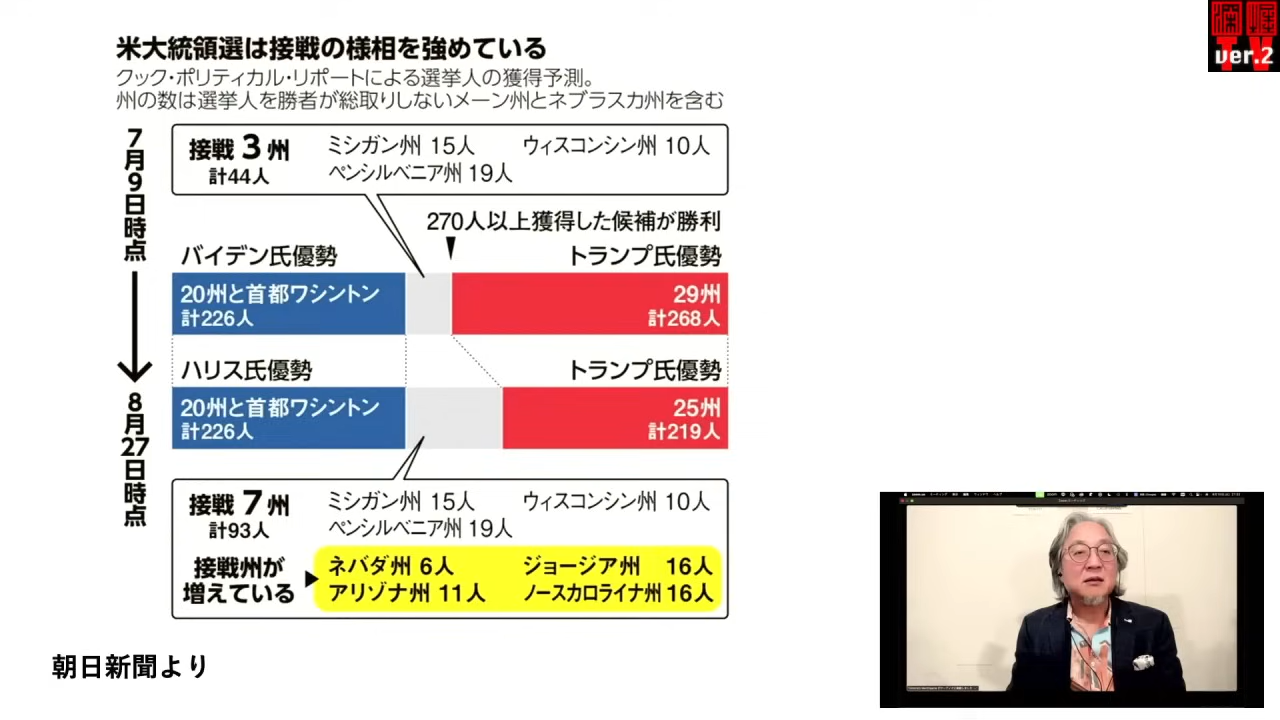 米大統領選は接戦の様相を強めている
クック・ポリティカル・リポートによる選挙人の獲得予測。
州の数は選挙人を勝者が総取りしないメーン州とネブラスカ州を含む
7月9日時点
接戦 3 州
計44人
ミシガン州 15人 ウィスコンシン州 10人
ペンシルベニア州 19人
270人以上獲得した候補が勝利
バイデン氏優勢 トランプ氏優勢
20州と首都ワシントン
計226人
29州
計268人
ハリス氏優勢 トランプ氏優勢
20州と首都ワシントン
計226人
25州
計219人
8月27日時点
接戦 7 州
計93人
ミシガン州 15人 ウィスコンシン州 10人
ペンシルベニア州 19人
接戦州が
増えている
ネバダ州 6人 ジョージア州 16人
アリゾナ州 11人 ノースカロライナ州 16人
朝日新聞より
深堀
TV
ver.2